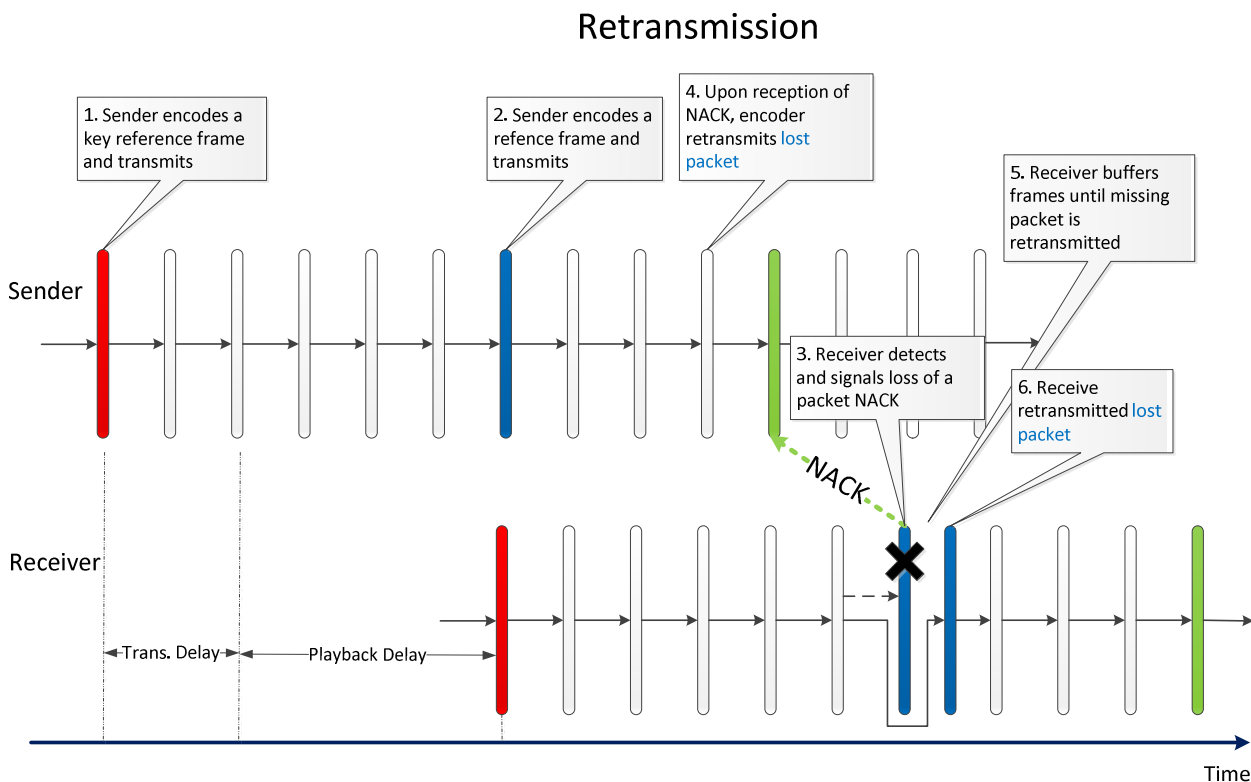 Retransmission
1. Sender encodes a
key reference frame
and transmits
2. Sender encodes a
refence frame and
transmits
4. Upon reception of
NACK, encoder
retransmits lost
packet
5. Receiver buffers
frames until missing
packet is
retransmitted
Sender
3. Receiver detects
and signals loss of a
packet NACK
6. Receive
retransmitted lost
packet
NACK
Receiver
Trans. Delay
Playback Delay
Time